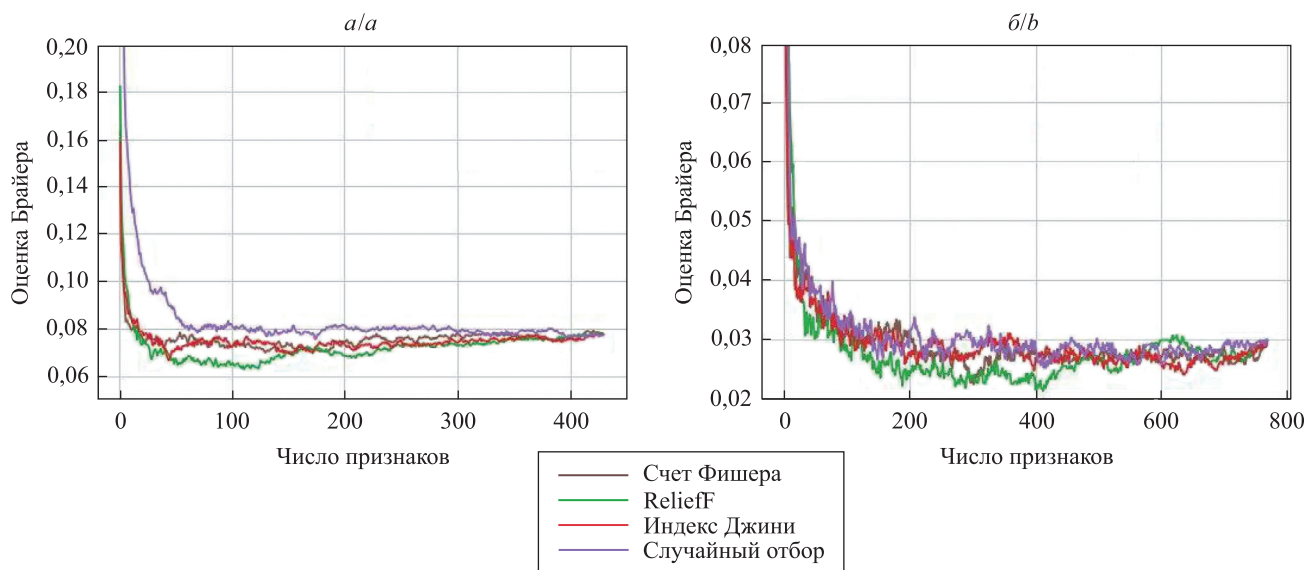 а/a
б/b
0,20
0,18
0,16
0,14
0,12
0,10
0,08
0,06
Оценка Брайера
0 100 200 300 400
Число признаков
0,08
0,07
0,06
0,05
0,04
0,03
0,02
Оценка Брайера
0 200 400 600 800
Число признаков
Счет Фишера
ReliefF
Индекс Джини
Случайный отбор